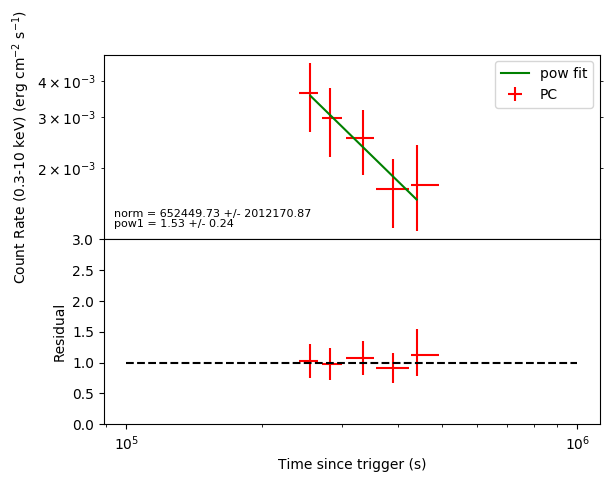 Count Rate (0.3-10 keV) (erg cm⁻² s⁻¹)
4 × 10⁻³
3 × 10⁻³
2 × 10⁻³
pow fit
PC
norm = 652449.73 +/- 2012170.87
pow1 = 1.53 +/- 0.24
Residual
3.0
2.5
2.0
1.5
1.0
0.5
0.0
10⁵
10⁶
Time since trigger (s)